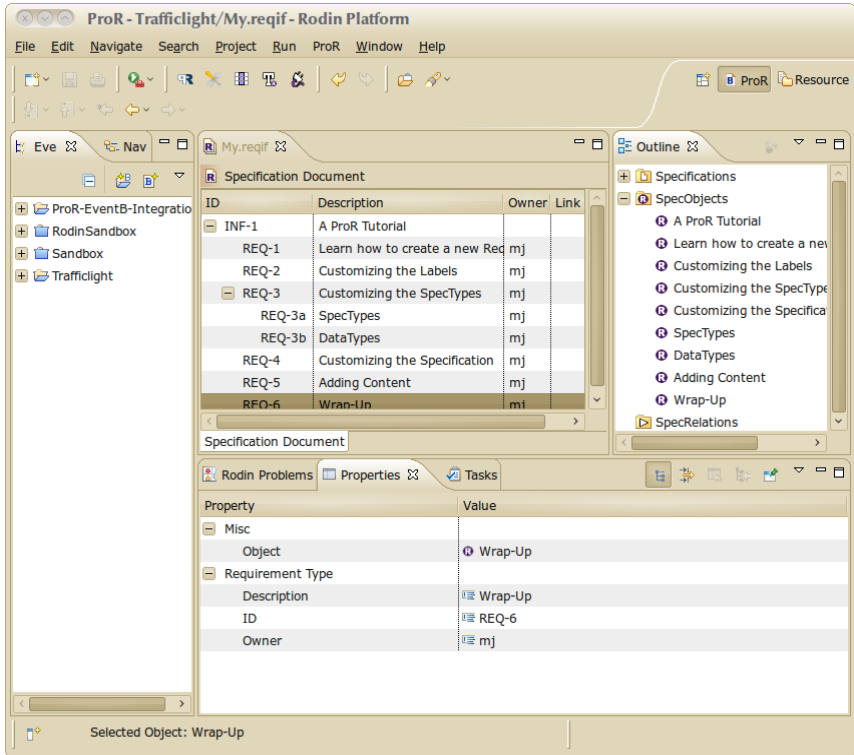 ProR - Trafficlight/My.reqif - Rodin Platform
File Edit Navigate Search Project Run ProR Window Help
ProR Resource
Eve Nav
ProR-EventB-Integratio
RodinSandbox
Sandbox
Trafficlight
My.reqif
Specification Document
ID Description Owner Link
INF-1 A ProR Tutorial
REQ-1 Learn how to create a new Req mj
REQ-2 Customizing the Labels mj
REQ-3 Customizing the SpecTypes mj
REQ-3a SpecTypes mj
REQ-3b DataTypes mj
REQ-4 Customizing the Specification mj
REQ-5 Adding Content mj
REQ-6 Wrap-Up mj
Specification Document
Outline
Specifications
SpecObjects
A ProR Tutorial
Learn how to create a new
Customizing the Labels
Customizing the SpecType
Customizing the Specifica
SpecTypes
DataTypes
Adding Content
Wrap-Up
SpecRelations
Rodin Problems Properties Tasks
Property Value
Misc
Object Wrap-Up
Requirement Type
Description Wrap-Up
ID REQ-6
Owner mj
Selected Object: Wrap-Up